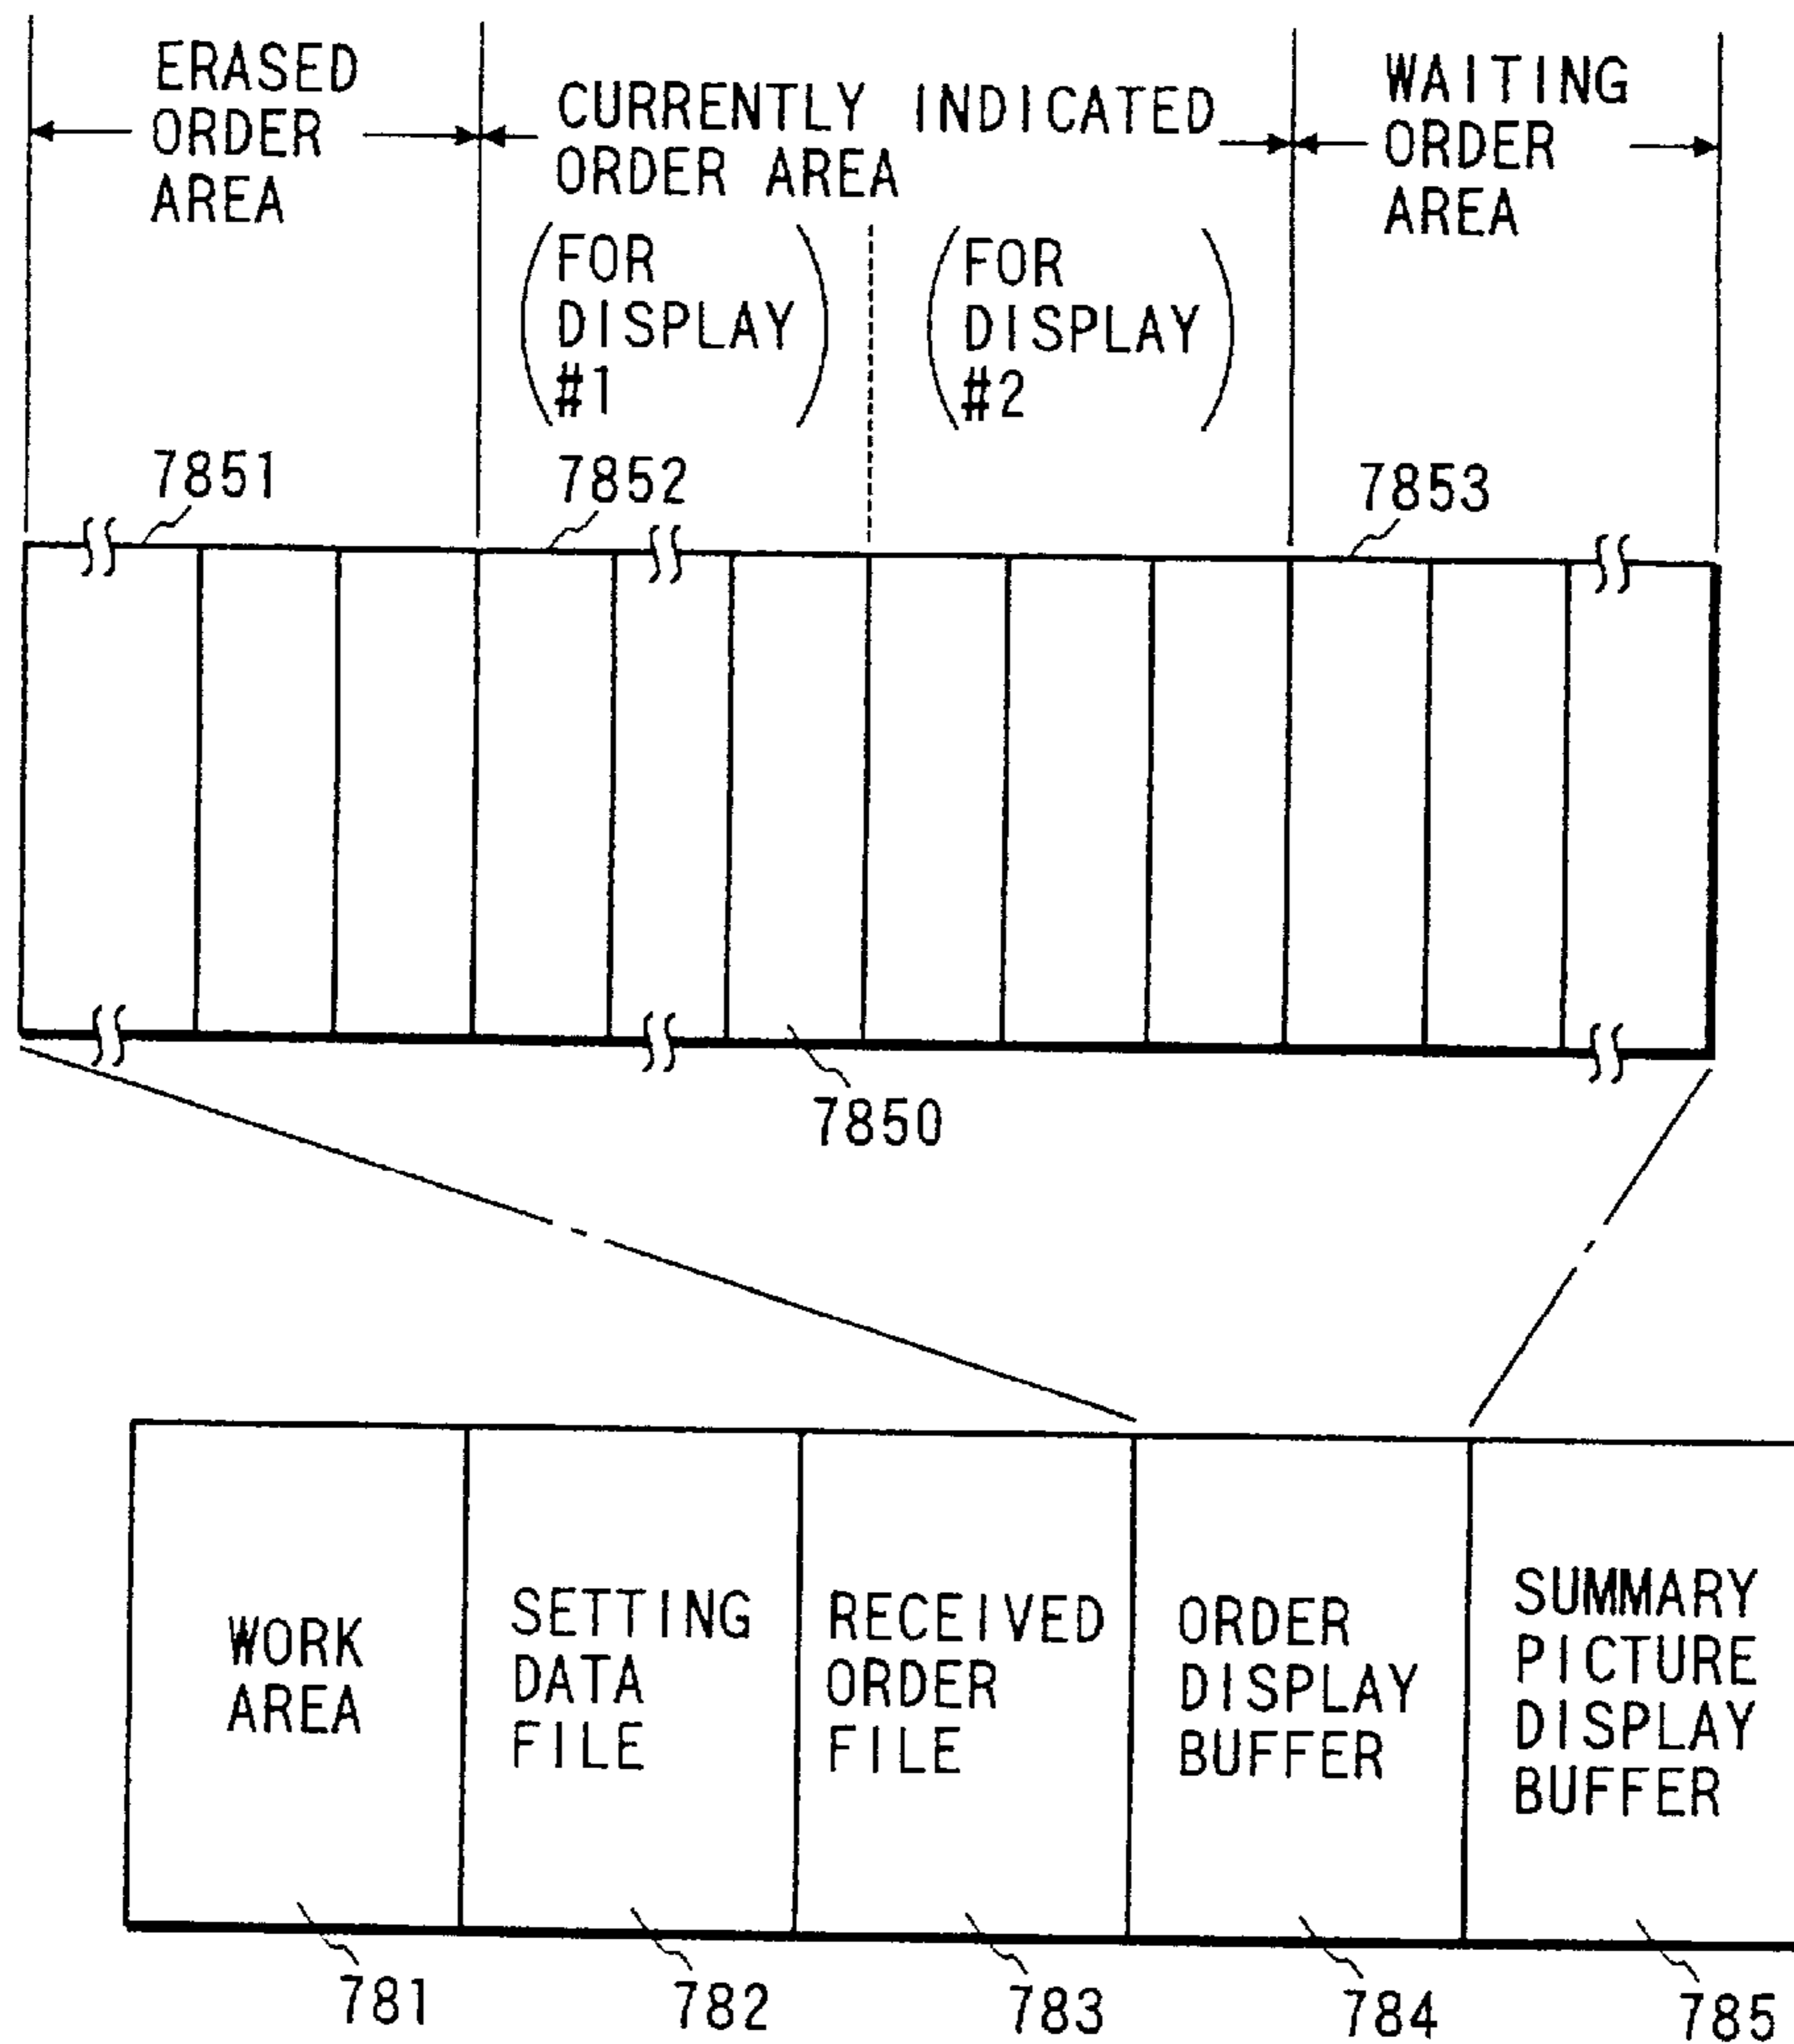 ERASED
ORDER
AREA
CURRENTLY INDICATED
ORDER AREA
WAITING
ORDER
AREA
(FOR
DISPLAY
#1)
(FOR
DISPLAY
#2)
7851
7852
7853
7850
WORK
AREA
SETTING
DATA
FILE
RECEIVED
ORDER
FILE
ORDER
DISPLAY
BUFFER
SUMMARY
PICTURE
DISPLAY
BUFFER
781
782
783
784
785